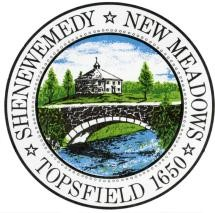 SHENEWEMEDY ☆ NEW MEADOWS
☆ TOPSFIELD 1650 ☆